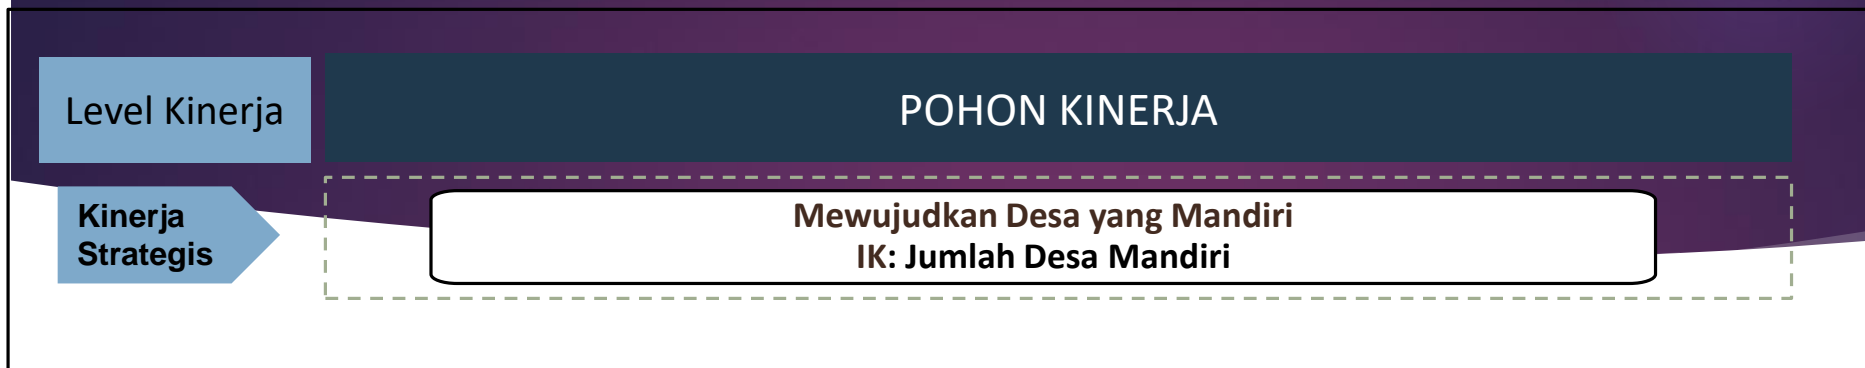 Level Kinerja
POHON KINERJA
Kinerja
Strategis
Mewujudkan Desa yang Mandiri
IK: Jumlah Desa Mandiri